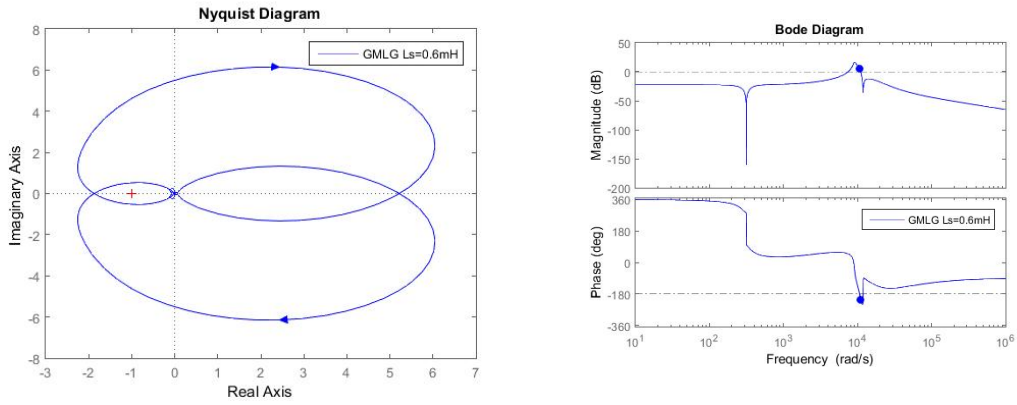 Nyquist Diagram
GMLG Ls=0.6mH
Imaginary Axis
8
6
4
2
0
-2
-4
-6
-8
-3 -2 -1 0 1 2 3 4 5 6 7
Real Axis
Bode Diagram
Magnitude (dB)
50
0
-50
-100
-150
-200
GMLG Ls=0.6mH
Phase (deg)
360
180
0
-180
-360
10^1 10^2 10^3 10^4 10^5 10^6
Frequency (rad/s)